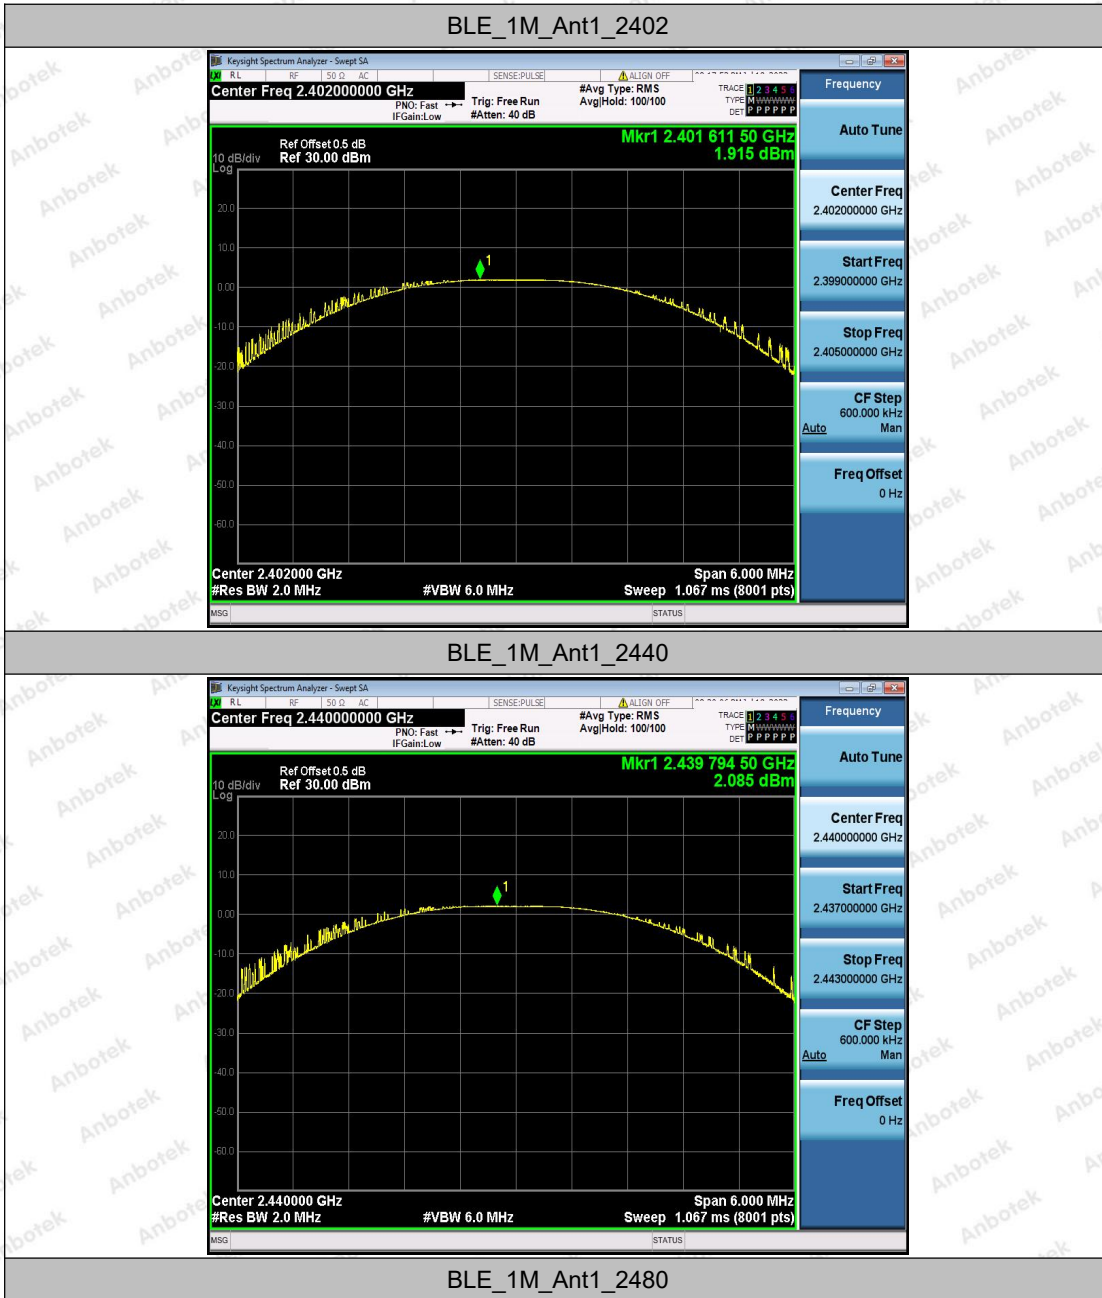 BLE_1M_Ant1_2402
Keysight Spectrum Analyzer - Swept SA
RL RF 50 Ω AC SENSE:PULSE ALIGN OFF
Center Freq 2.402000000 GHz
PNO: Fast
IFGain:Low
Trig: Free Run
#Atten: 40 dB
#Avg Type: RMS
Avg|Hold: 100/100
TRACE 1 2 3 4 5 6
TYPE M WWWWW
DET P P P P P P
Frequency
Mkr1 2.401 611 50 GHz
1.915 dBm
Ref Offset 0.5 dB
10 dB/div Ref 30.00 dBm
Log
20.0
10.0
1
0.00
-10.0
-20.0
-30.0
-40.0
-50.0
-60.0
Center 2.402000 GHz Span 6.000 MHz
#Res BW 2.0 MHz #VBW 6.0 MHz Sweep 1.067 ms (8001 pts)
MSG STATUS
Auto Tune
Center Freq
2.402000000 GHz
Start Freq
2.399000000 GHz
Stop Freq
2.405000000 GHz
CF Step
600.000 kHz
Auto Man
Freq Offset
0 Hz
BLE_1M_Ant1_2440
Keysight Spectrum Analyzer - Swept SA
RL RF 50 Ω AC SENSE:PULSE ALIGN OFF
Center Freq 2.440000000 GHz
PNO: Fast
IFGain:Low
Trig: Free Run
#Atten: 40 dB
#Avg Type: RMS
Avg|Hold: 100/100
TRACE 1 2 3 4 5 6
TYPE M WWWWW
DET P P P P P P
Frequency
Mkr1 2.439 794 50 GHz
2.085 dBm
Ref Offset 0.5 dB
10 dB/div Ref 30.00 dBm
Log
20.0
10.0
1
0.00
-10.0
-20.0
-30.0
-40.0
-50.0
-60.0
Center 2.440000 GHz Span 6.000 MHz
#Res BW 2.0 MHz #VBW 6.0 MHz Sweep 1.067 ms (8001 pts)
MSG STATUS
Auto Tune
Center Freq
2.440000000 GHz
Start Freq
2.437000000 GHz
Stop Freq
2.443000000 GHz
CF Step
600.000 kHz
Auto Man
Freq Offset
0 Hz
BLE_1M_Ant1_2480
Anbotek